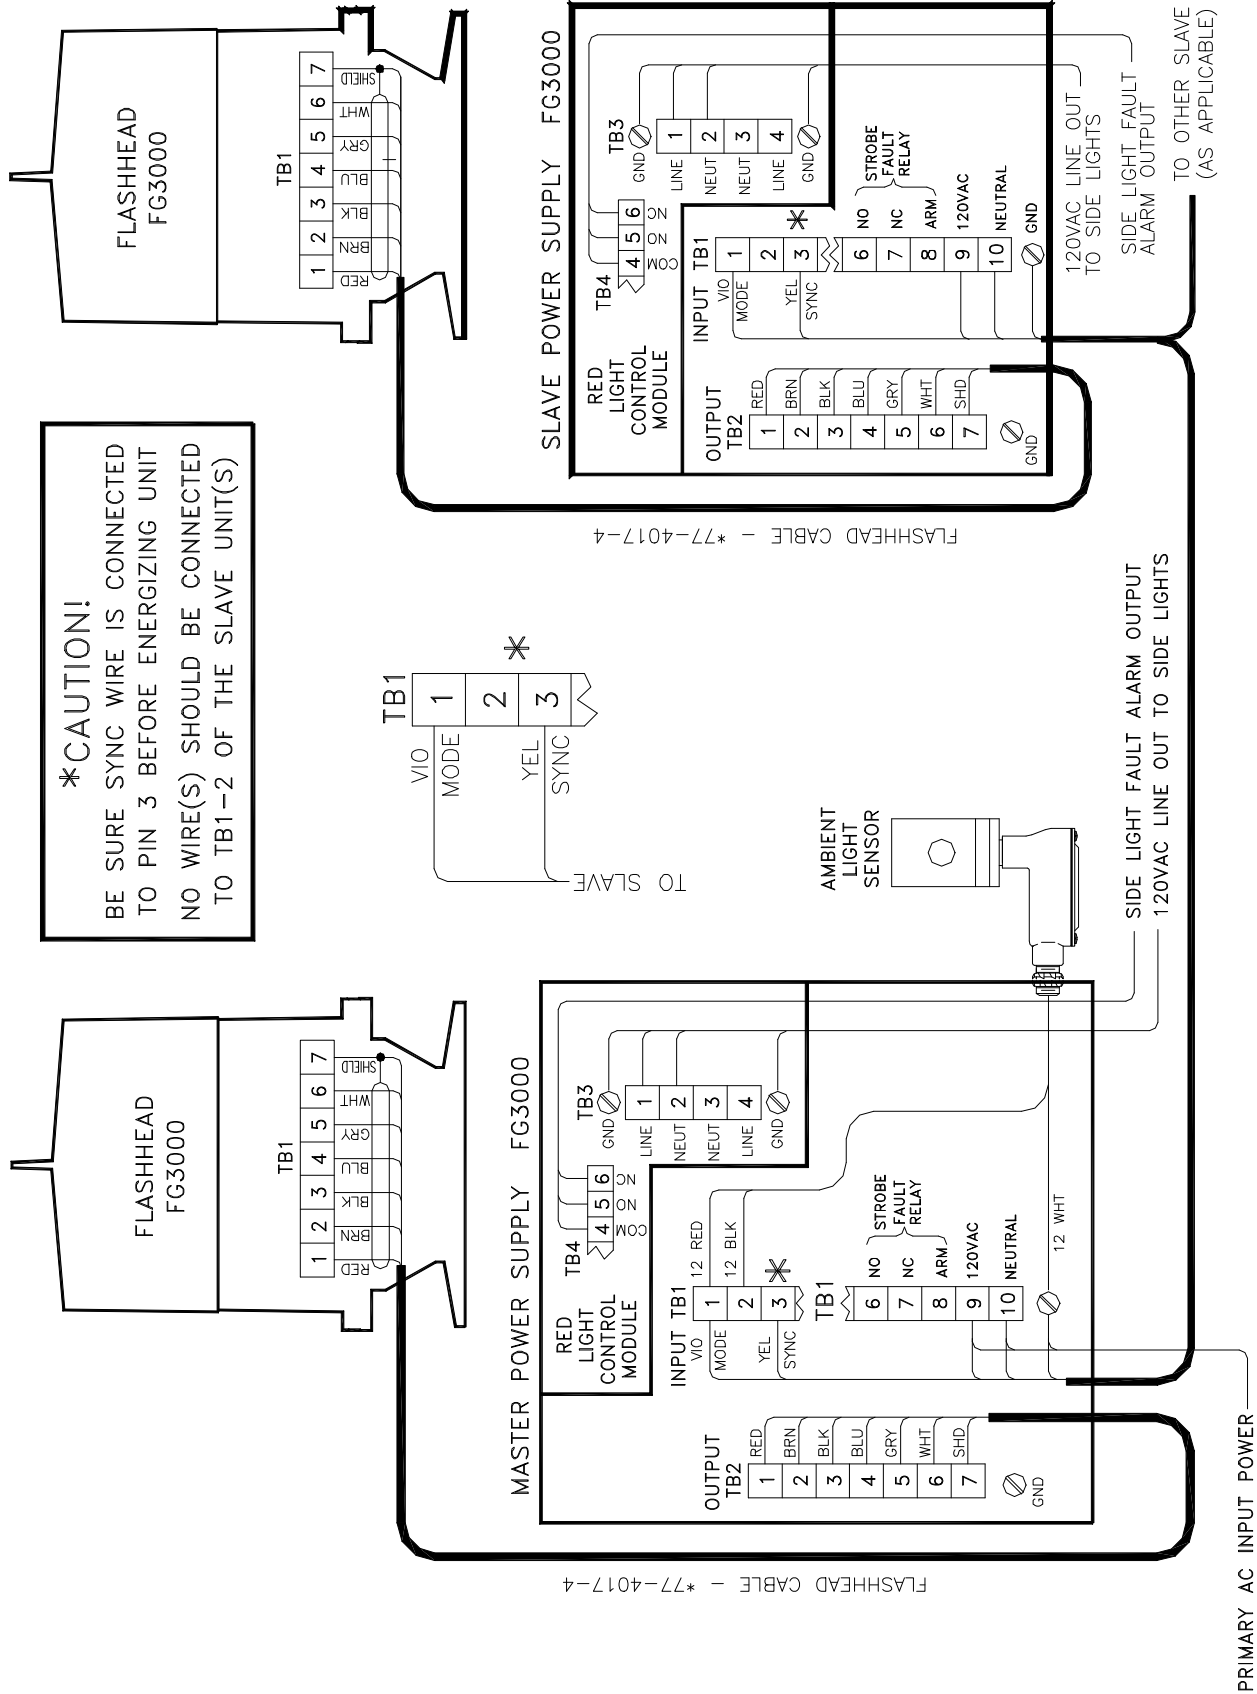 *CAUTION!
BE SURE SYNC WIRE IS CONNECTED
TO PIN 3 BEFORE ENERGIZING UNIT
NO WIRE(S) SHOULD BE CONNECTED
TO TB1-2 OF THE SLAVE UNIT(S)
FLASHHEAD
FG3000
TB1
1 2 3 4 5 6 7
RED BRN BLK BLU GRY WHT SHIELD
FLASHHEAD
FG3000
TB1
1 2 3 4 5 6 7
RED BRN BLK BLU GRY WHT SHIELD
TB1
VIO
MODE
1
2
*
YEL
SYNC
3
TO SLAVE
MASTER POWER SUPPLY FG3000
RED
LIGHT
CONTROL
MODULE
TB4
4 5 6
COM NO NC
TB3
GND
LINE 1
NEUT 2
NEUT 3
LINE 4
GND
INPUT TB1
VIO
MODE
1
12 RED
2
12 BLK
YEL
SYNC
3
*
TB1
6 NO
7 NC
8 ARM
STROBE
FAULT
RELAY
9 120VAC
10 NEUTRAL
12 WHT
OUTPUT
TB2
1 RED
2 BRN
3 BLK
4 BLU
5 GRY
6 WHT
7 SHD
GND
FLASHHEAD CABLE - *77-4017-4
PRIMARY AC INPUT POWER
AMBIENT
LIGHT
SENSOR
SIDE LIGHT FAULT ALARM OUTPUT
120VAC LINE OUT TO SIDE LIGHTS
SLAVE POWER SUPPLY FG3000
RED
LIGHT
CONTROL
MODULE
TB4
4 5 6
COM NO NC
TB3
GND
LINE 1
NEUT 2
NEUT 3
LINE 4
GND
INPUT TB1
VIO
MODE
1
2
YEL
SYNC
3
*
6 NO
7 NC
8 ARM
STROBE
FAULT
RELAY
9 120VAC
10 NEUTRAL
GND
OUTPUT
TB2
1 RED
2 BRN
3 BLK
4 BLU
5 GRY
6 WHT
7 SHD
GND
FLASHHEAD CABLE - *77-4017-4
120VAC LINE OUT
TO SIDE LIGHTS
SIDE LIGHT FAULT
ALARM OUTPUT
TO OTHER SLAVE
(AS APPLICABLE)